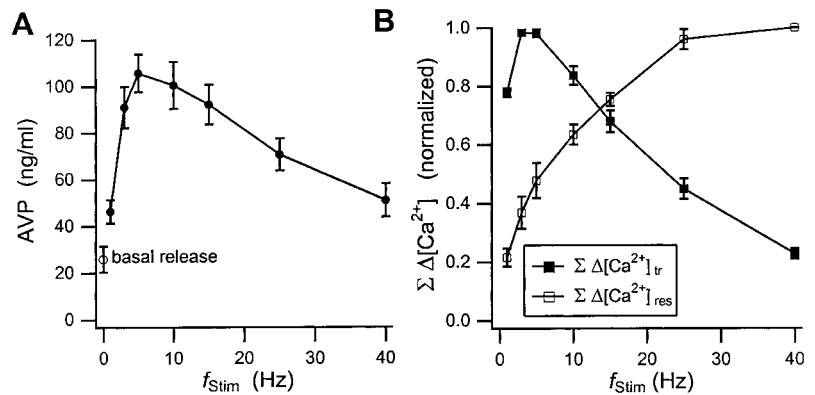 A
AVP (ng/ml)
120
100
80
60
40
20
0
basal release
0
10
20
30
40
fStim (Hz)
B
Σ Δ[Ca2+] (normalized)
1.0
0.8
0.6
0.4
0.2
0.0
Σ Δ[Ca2+] tr
Σ Δ[Ca2+] res
0
10
20
30
40
fStim (Hz)